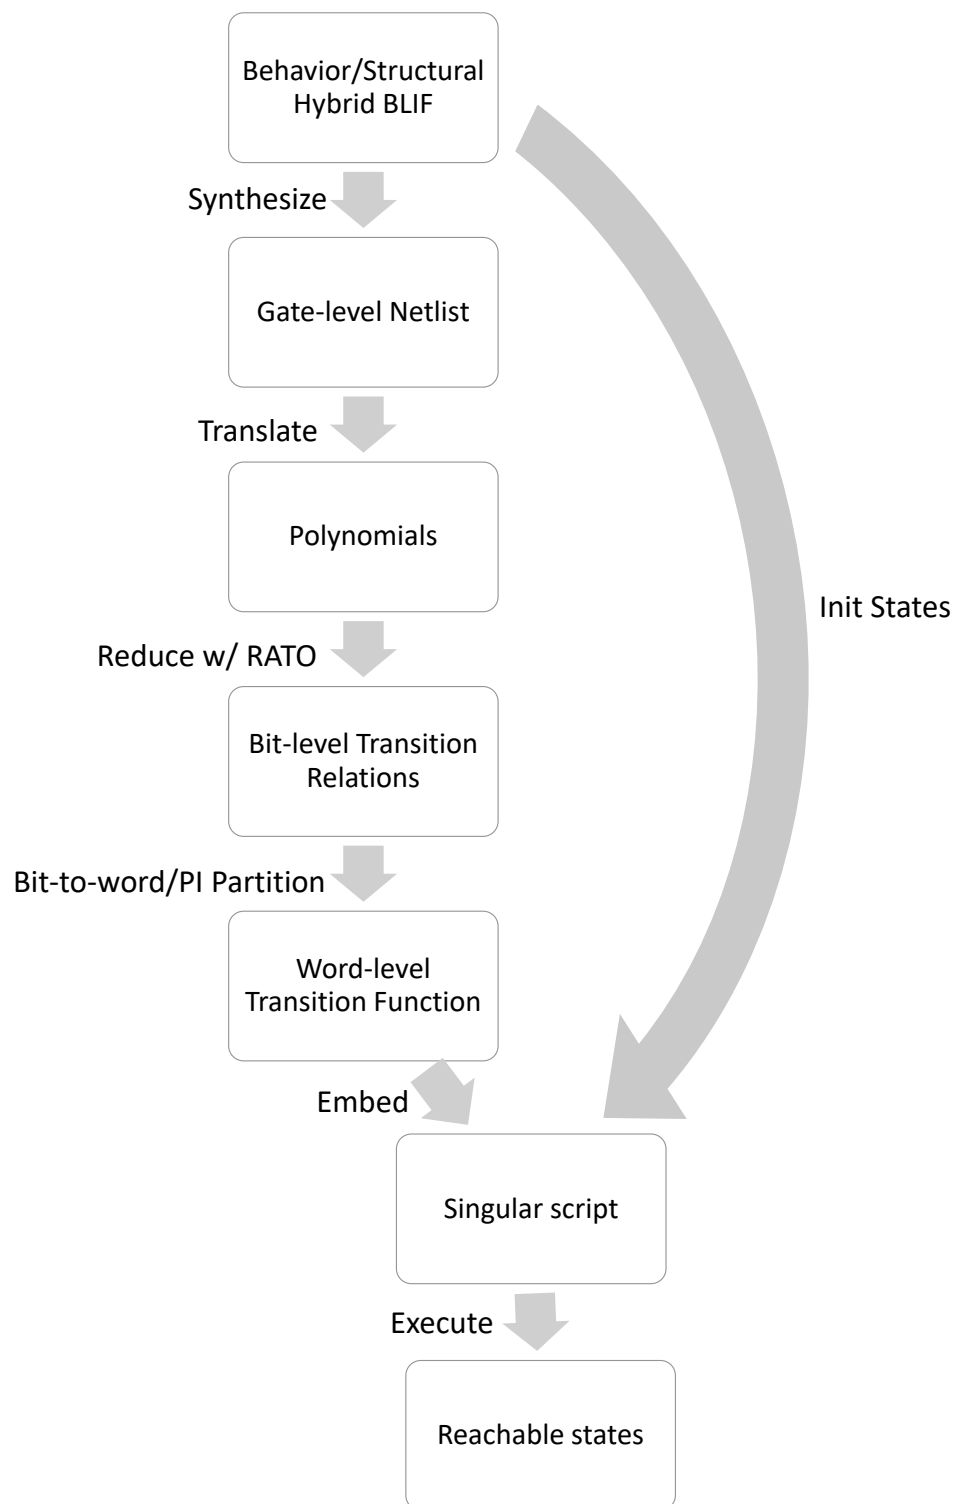 Behavior/Structural
Hybrid BLIF
Synthesize
Gate-level Netlist
Translate
Polynomials
Init States
Reduce w/ RATO
Bit-level Transition
Relations
Bit-to-word/PI Partition
Word-level
Transition Function
Embed
Singular script
Execute
Reachable states